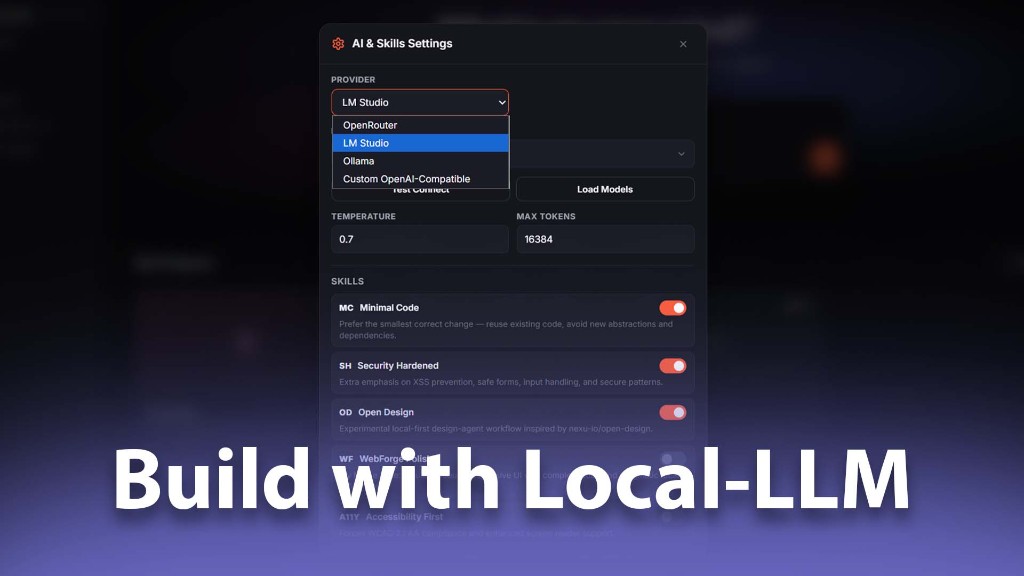 AI & Skills Settings
PROVIDER
LM Studio
OpenRouter
LM Studio
Ollama
Custom OpenAI-Compatible
Test Connect
Load Models
TEMPERATURE
MAX TOKENS
0.7
16384
SKILLS
MC Minimal Code
Prefer the smallest correct change — reuse existing code, avoid new abstractions and
dependencies.
SH Security Hardened
Extra emphasis on XSS prevention, safe forms, input handling, and secure patterns.
OD Open Design
Experimental local-first design-agent workflow inspired by nexu-io/open-design.
WF WebForge Polish
Build with Local-LLM
A11Y Accessibility First